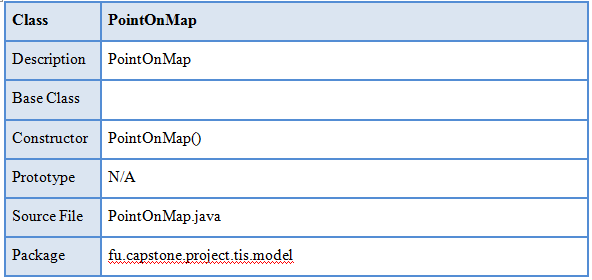 Class PointOnMap
Description PointOnMap
Base Class
Constructor PointOnMap()
Prototype N/A
Source File PointOnMap.java
Package fu.capstone.project.tis.model